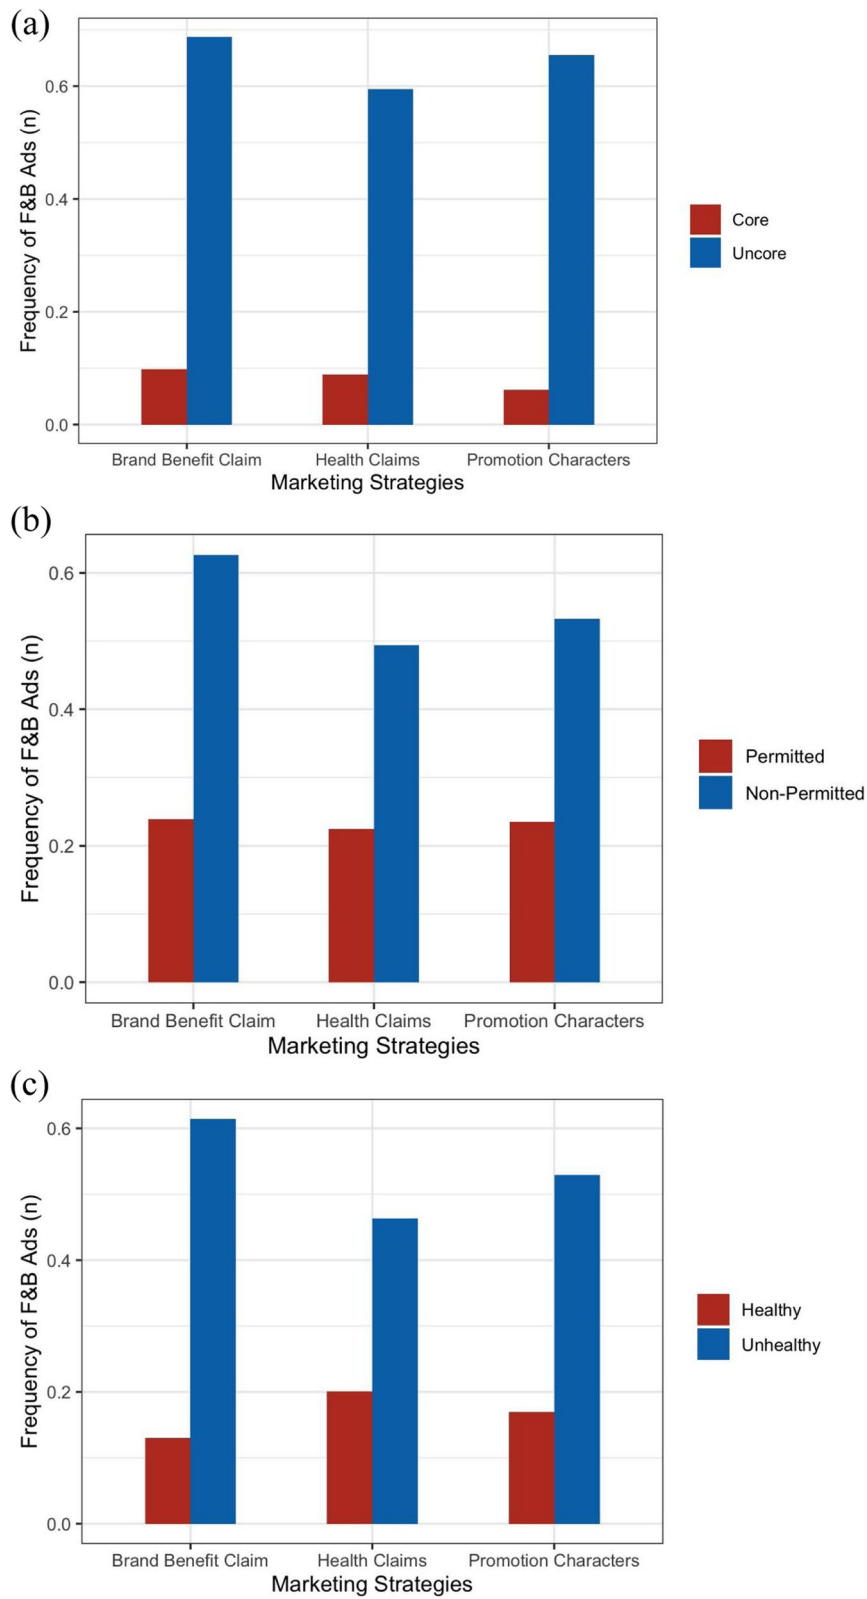 (a)
Frequency of F&B Ads (n)
0.6
0.4
0.2
0.0
Brand Benefit Claim Health Claims Promotion Characters
Marketing Strategies
Core
Uncore
(b)
Frequency of F&B Ads (n)
0.6
0.4
0.2
0.0
Brand Benefit Claim Health Claims Promotion Characters
Marketing Strategies
Permitted
Non-Permitted
(c)
Frequency of F&B Ads (n)
0.6
0.4
0.2
0.0
Brand Benefit Claim Health Claims Promotion Characters
Marketing Strategies
Healthy
Unhealthy